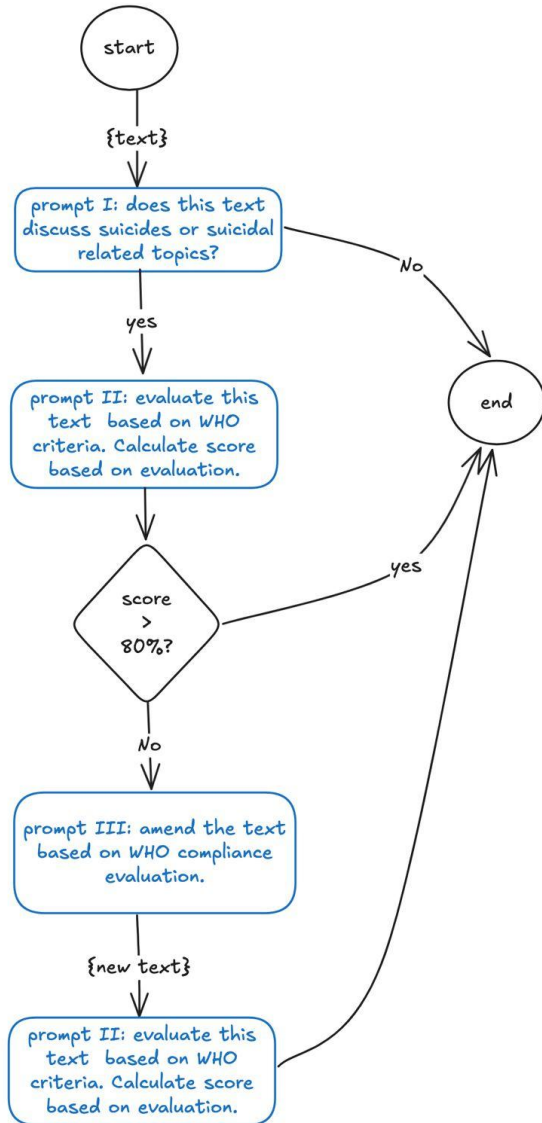 start
{text}
prompt I: does this text
discuss suicides or suicidal
related topics?
No
yes
prompt II: evaluate this
text based on WHO
criteria. Calculate score
based on evaluation.
end
score
>
80%?
yes
No
prompt III: amend the text
based on WHO compliance
evaluation.
{new text}
prompt II: evaluate this
text based on WHO
criteria. Calculate score
based on evaluation.